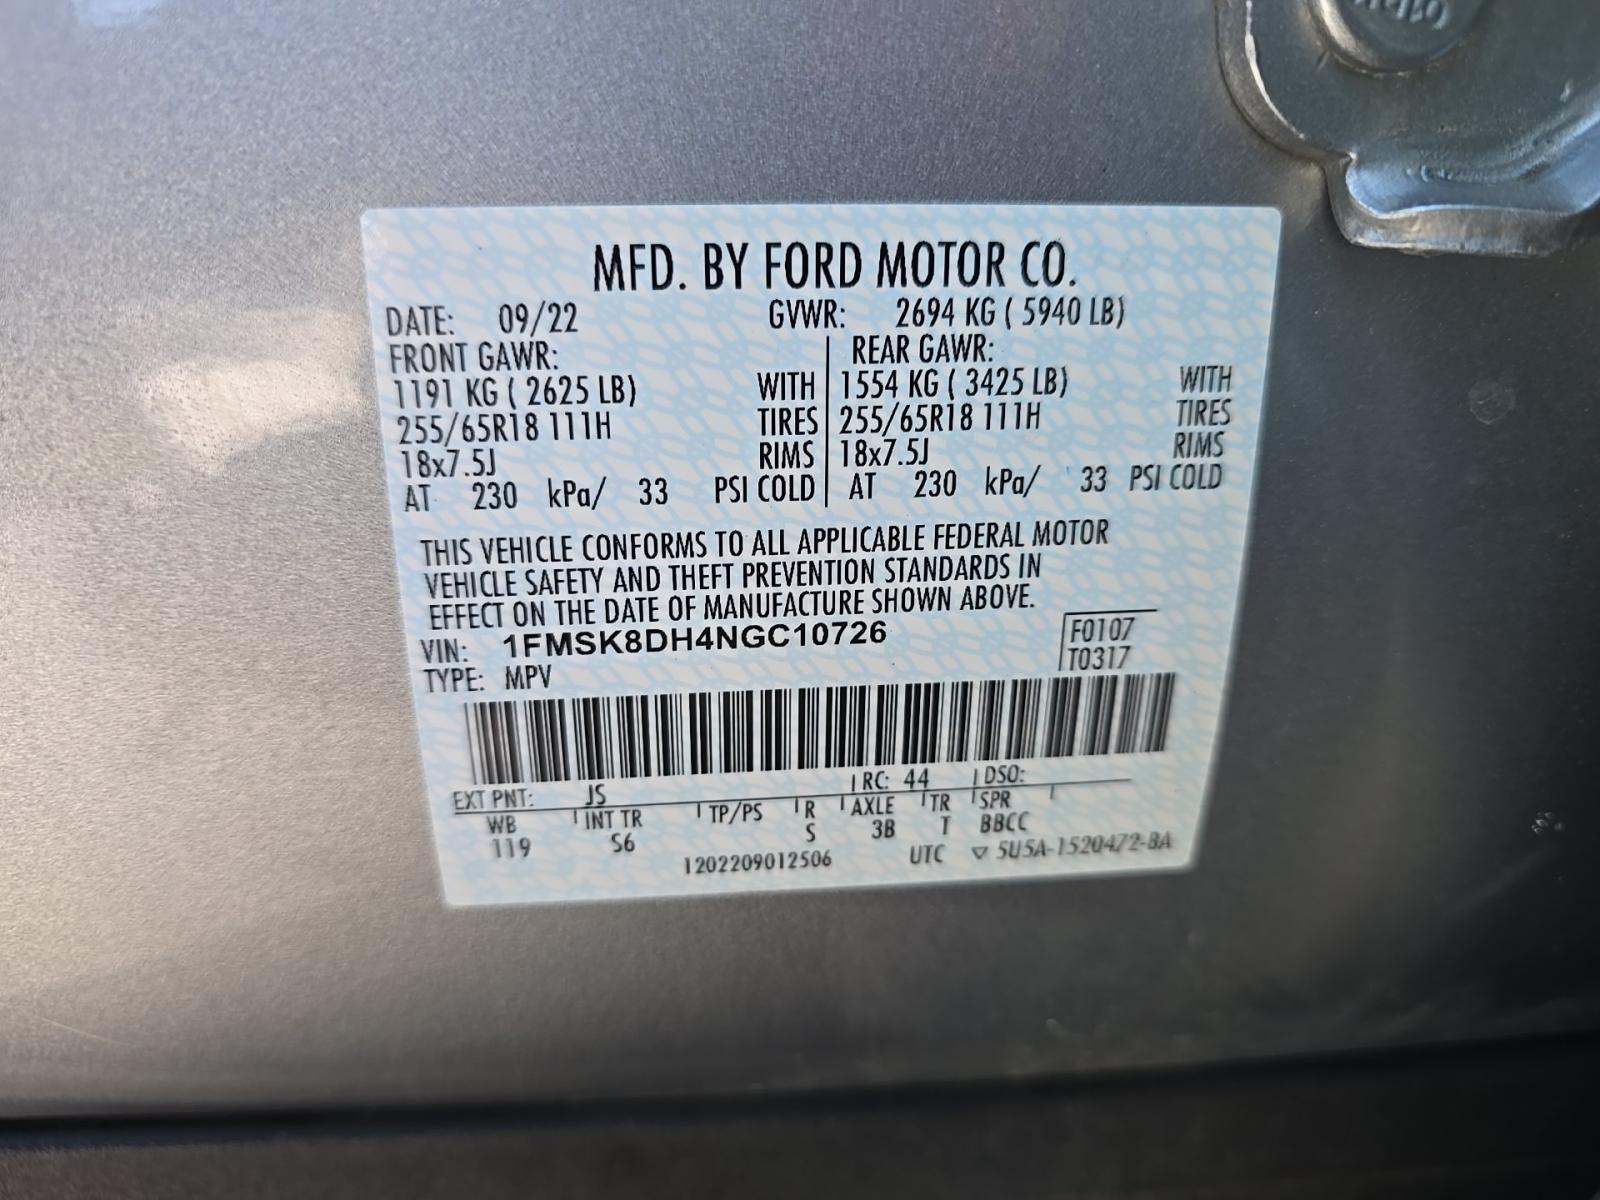 MFD. BY FORD MOTOR CO.
DATE: 09/22 GVWR: 2694 KG ( 5940 LB)
FRONT GAWR: REAR GAWR:
1191 KG ( 2625 LB) WITH 1554 KG ( 3425 LB) WITH
255/65R18 111H TIRES 255/65R18 111H TIRES
18x7.5J RIMS 18x7.5J RIMS
AT 230 kPa/ 33 PSI COLD AT 230 kPa/ 33 PSI COLD
THIS VEHICLE CONFORMS TO ALL APPLICABLE FEDERAL MOTOR
VEHICLE SAFETY AND THEFT PREVENTION STANDARDS IN
EFFECT ON THE DATE OF MANUFACTURE SHOWN ABOVE.
VIN: 1FMSK8DH4NGC10726 F0107
TYPE: MPV T0317
EXT PNT: JS RC: 44 DSO:
WB INT TR TP/PS R AXLE TR SPR
119 S6 S 3B T BBCC
1202209012506 UTC ▽ 5U5A-1520472-BA